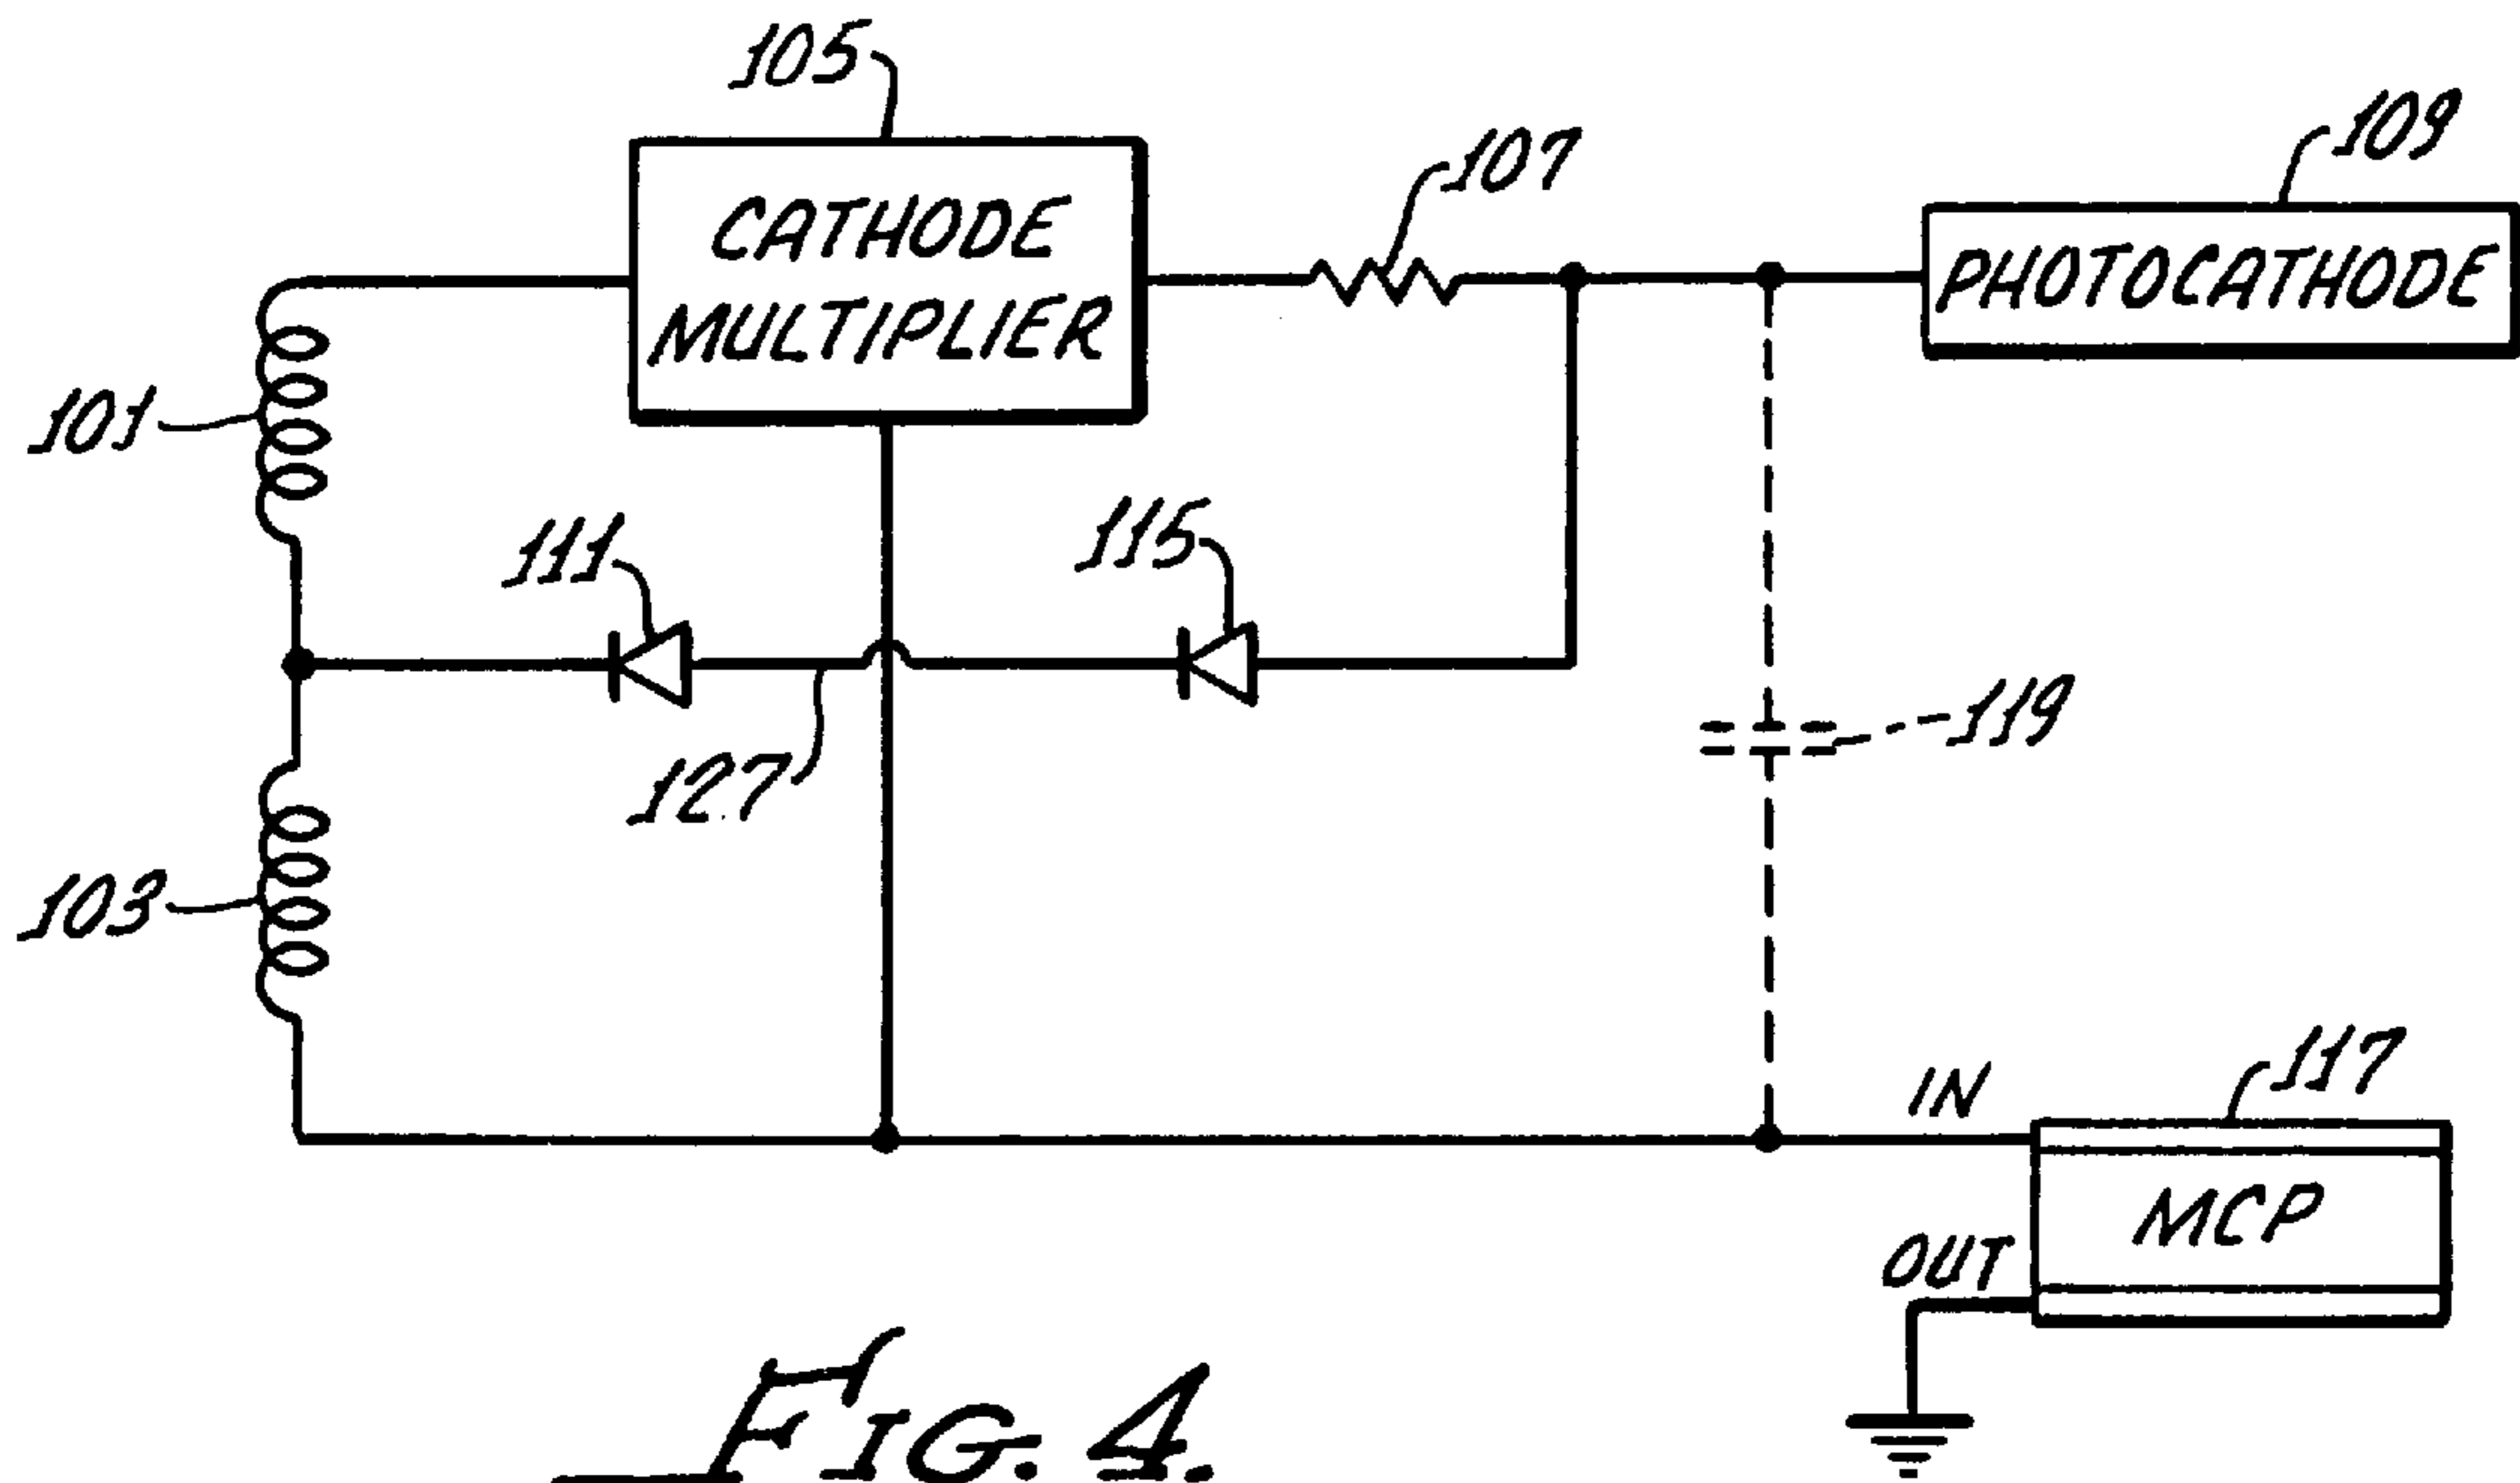 105
109
107
CATHODE
MULTIPLIER
PHOTOCATHODE
101
111
115
119
127
103
117
IN
MCP
OUT
FIG. 4.